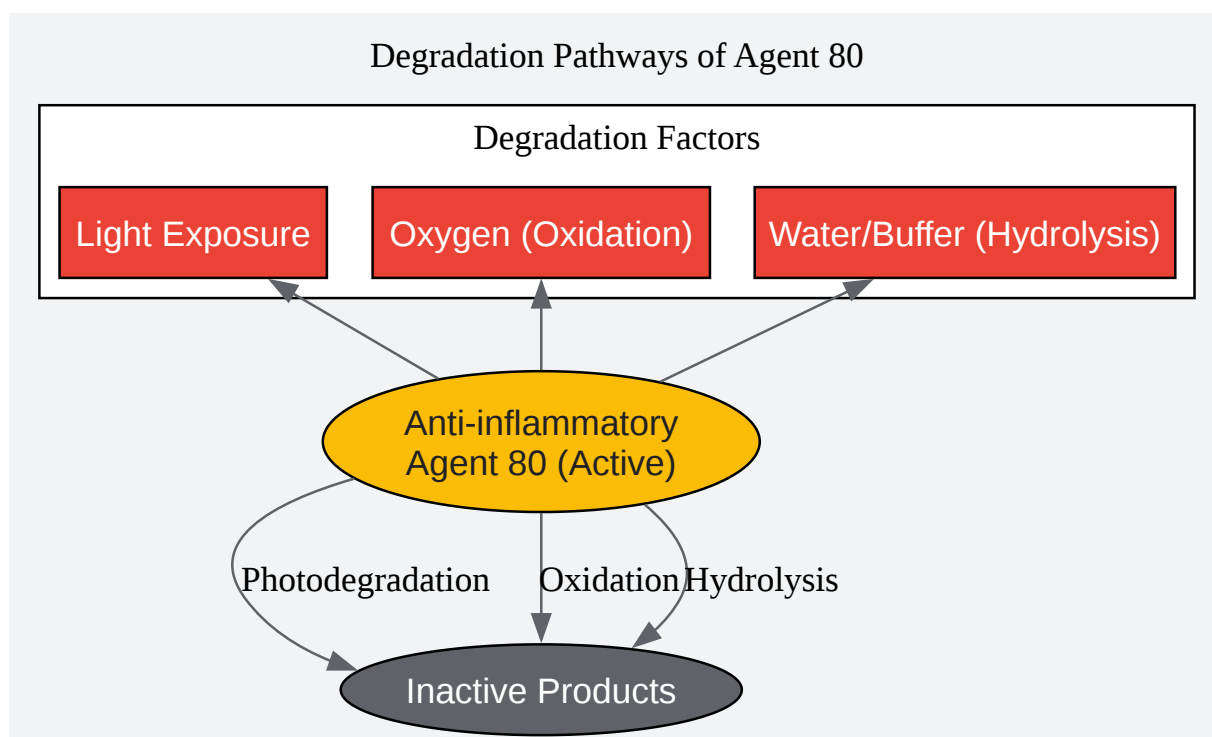 Degradation Pathways of Agent 80
Degradation Factors
Light Exposure
Oxygen (Oxidation)
Water/Buffer (Hydrolysis)
Anti-inflammatory
Agent 80 (Active)
Photodegradation
Oxidation
Hydrolysis
Inactive Products